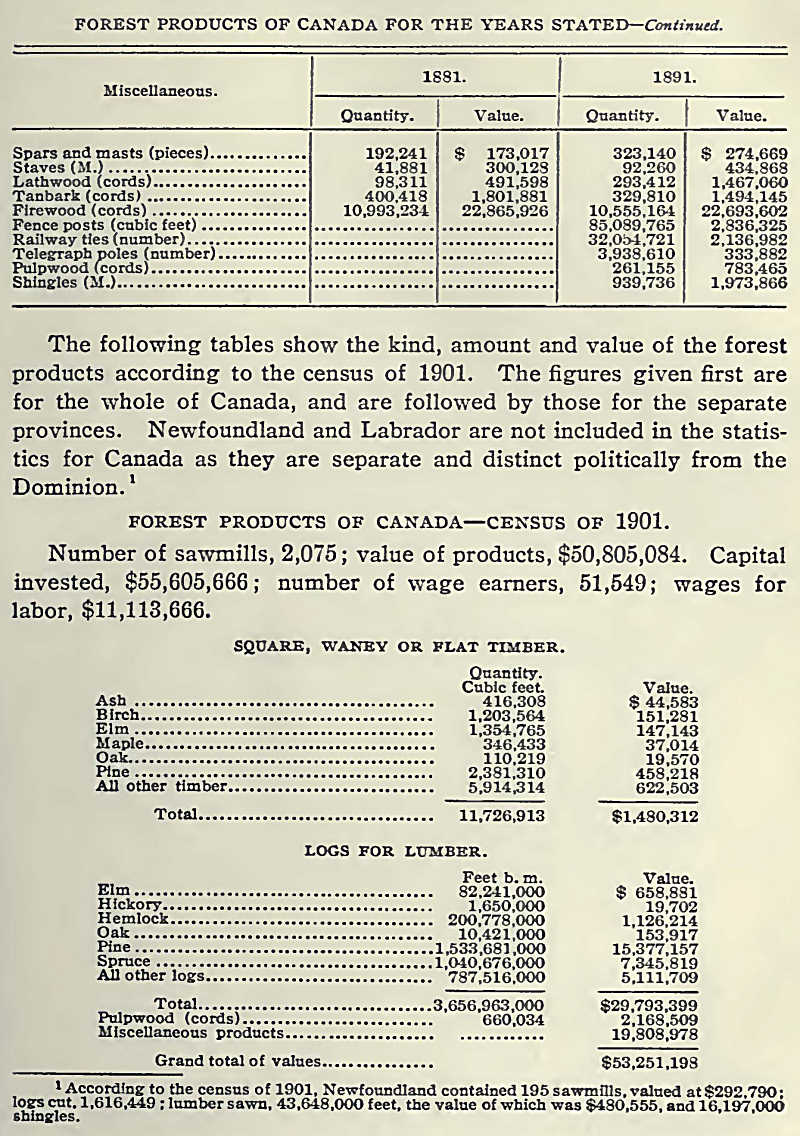 FOREST PRODUCTS OF CANADA FOR THE YEARS STATED—Continued.
Miscellaneous. 1881. 1891.
Quantity. Value. Quantity. Value.
Spars and masts (pieces).............. 192,241 $ 173,017 323,140 $ 274,669
Staves (M.) .......................... 41,881 300,128 92,260 434,868
Lathwood (cords)...................... 98,311 491,598 293,412 1,467,060
Tanbark (cords) ...................... 400,418 1,801,881 329,810 1,494,145
Firewood (cords) ..................... 10,993,234 22,865,926 10,555,164 22,693,602
Fence posts (cubic feet) ............... ................. ................ 85,089,765 2,836,325
Railway ties (number)................. ................. ................ 32,0 4,721 2,136,982
Telegraph poles (number)............. ................. ................ 3,938,610 333,882
Pulpwood (cords)...................... ................. ................ 261,155 783,465
Shingles (M.)........................... ................. ................ 939,736 1,973,866
The following tables show the kind, amount and value of the forest
products according to the census of 1901. The figures given first are
for the whole of Canada, and are followed by those for the separate
provinces. Newfoundland and Labrador are not included in the statis-
tics for Canada as they are separate and distinct politically from the
Dominion.¹
FOREST PRODUCTS OF CANADA—CENSUS OF 1901.
Number of sawmills, 2,075; value of products, $50,805,084. Capital
invested, $55,605,666; number of wage earners, 51,549; wages for
labor, $11,113,666.
SQUARE, WANEY OR FLAT TIMBER.
Quantity.
Cubic feet. Value.
Ash .......................................... 416,308 $ 44,583
Birch......................................... 1,203,564 151,281
Elm .......................................... 1,354,765 147,143
Maple......................................... 346,433 37,014
Oak........................................... 110,219 19,570
Pine .......................................... 2,381,310 458,218
All other timber............................. 5,914,314 622,503
Total................................. 11,726,913 $1,480,312
LOGS FOR LUMBER.
Feet b. m. Value.
Elm .......................................... 82,241,000 $ 658,881
Hickory...................................... 1,650,000 19,702
Hemlock..................................... 200,778,000 1,126,214
Oak .......................................... 10,421,000 153,917
Pine ..........................................1,533,681,000 15,377,157
Spruce .......................................1,040,676,000 7,345,819
All other logs................................ 787,516,000 5,111,709
Total.................................3,656,963,000 $29,793,399
Pulpwood (cords)........................... 660,034 2,168,509
Miscellaneous products..................... ............ 19,808,978
Grand total of values................ $53,251,198
¹ According to the census of 1901, Newfoundland contained 195 sawmills, valued at $292,790;
logs cut, 1,616,449 ; lumber sawn, 43,648,000 feet, the value of which was $480,555, and 16,197,000
shingles.